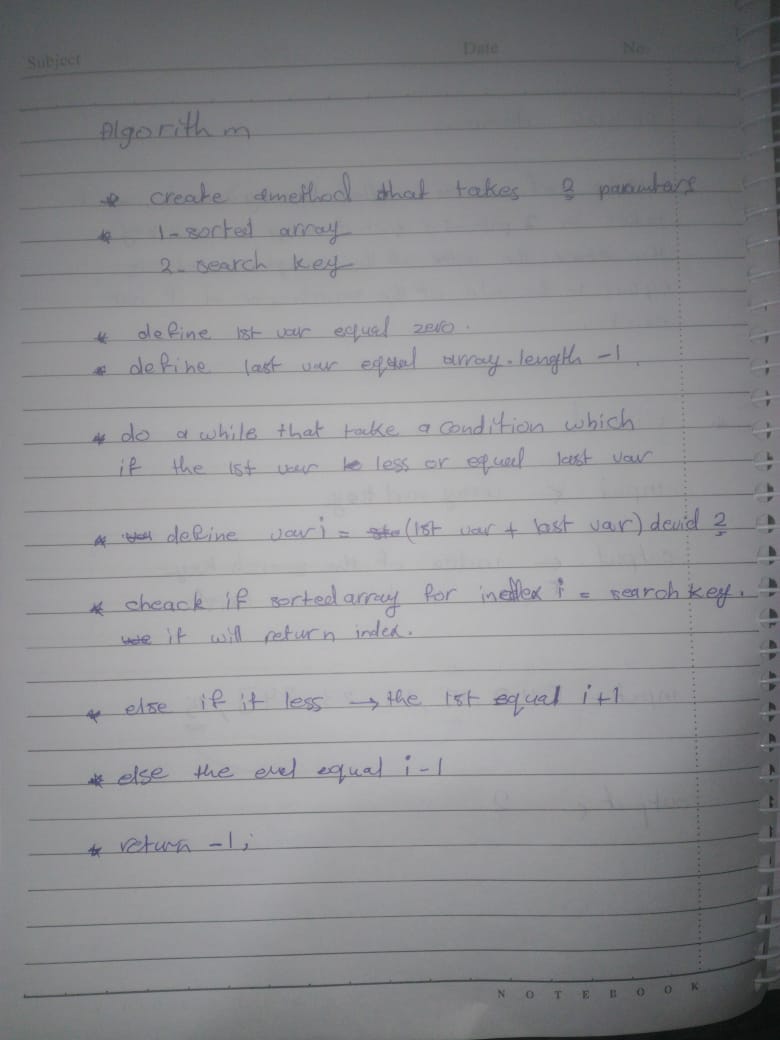 Subject Date No.
Algorithm
* create amethod that takes 2 paramters
* 1- sorted array
2- search key
* define 1st var equal zero.
* define last var equal array.length -1.
* do a while that take a condition which
if the 1st var less or equal last var
* define var i = (1st var + last var) devid 2
* cheack if sorted array for index i = search key.
it will return index.
* else if it less → the 1st equal i+1
* else the end equal i-1
* return -1;
NOTEBOOK